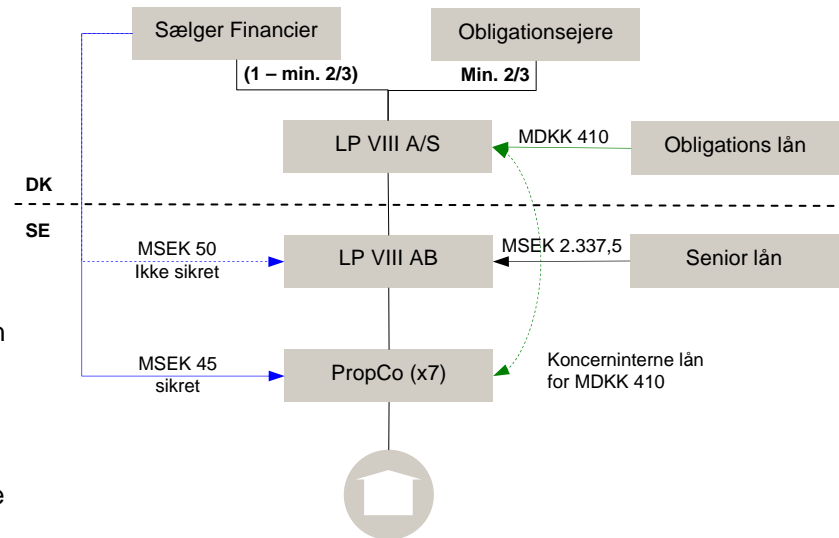 Sælger Financier
Obligationsejere
(1 – min. 2/3)
Min. 2/3
LP VIII A/S
MDKK 410
Obligations lån
DK
SE
MSEK 50
Ikke sikret
LP VIII AB
MSEK 2.337,5
Senior lån
n
MSEK 45
sikret
PropCo (x7)
Koncerninterne lån
for MDKK 410
e